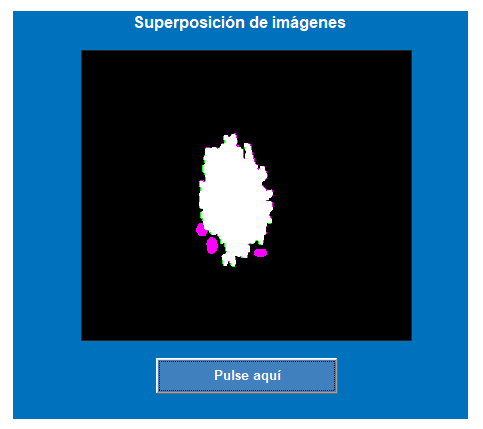 Superposición de imágenes
Pulse aquí